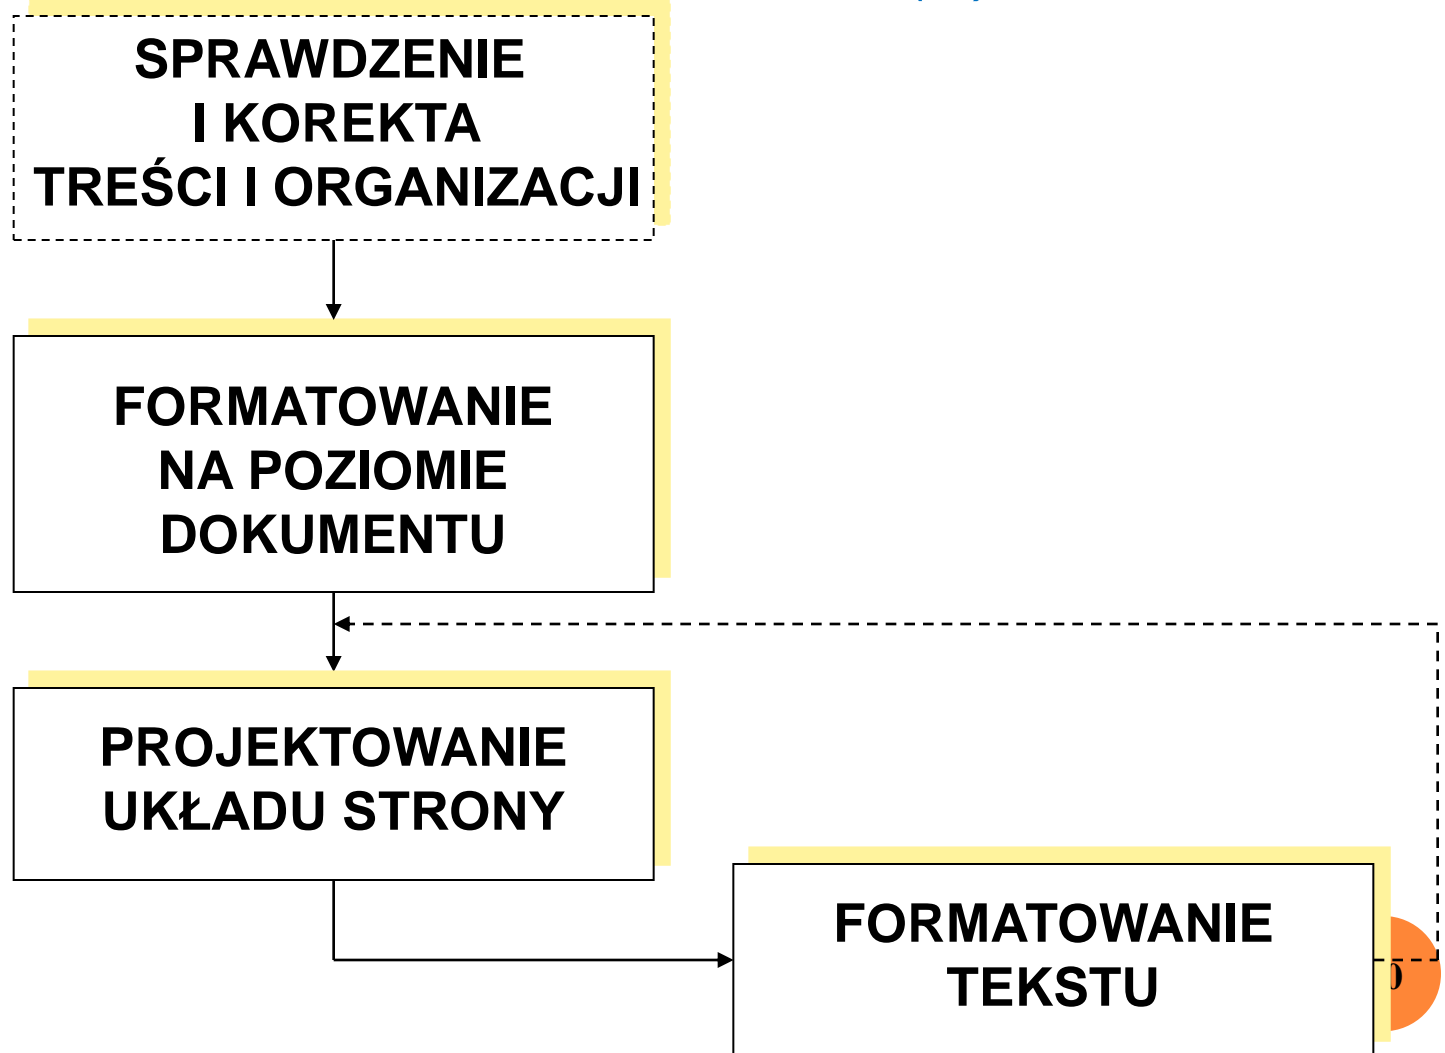 SPRAWDZENIE
I KOREKTA
TREŚCI I ORGANIZACJI
FORMATOWANIE
NA POZIOMIE
DOKUMENTU
PROJEKTOWANIE
UKŁADU STRONY
FORMATOWANIE
TEKSTU